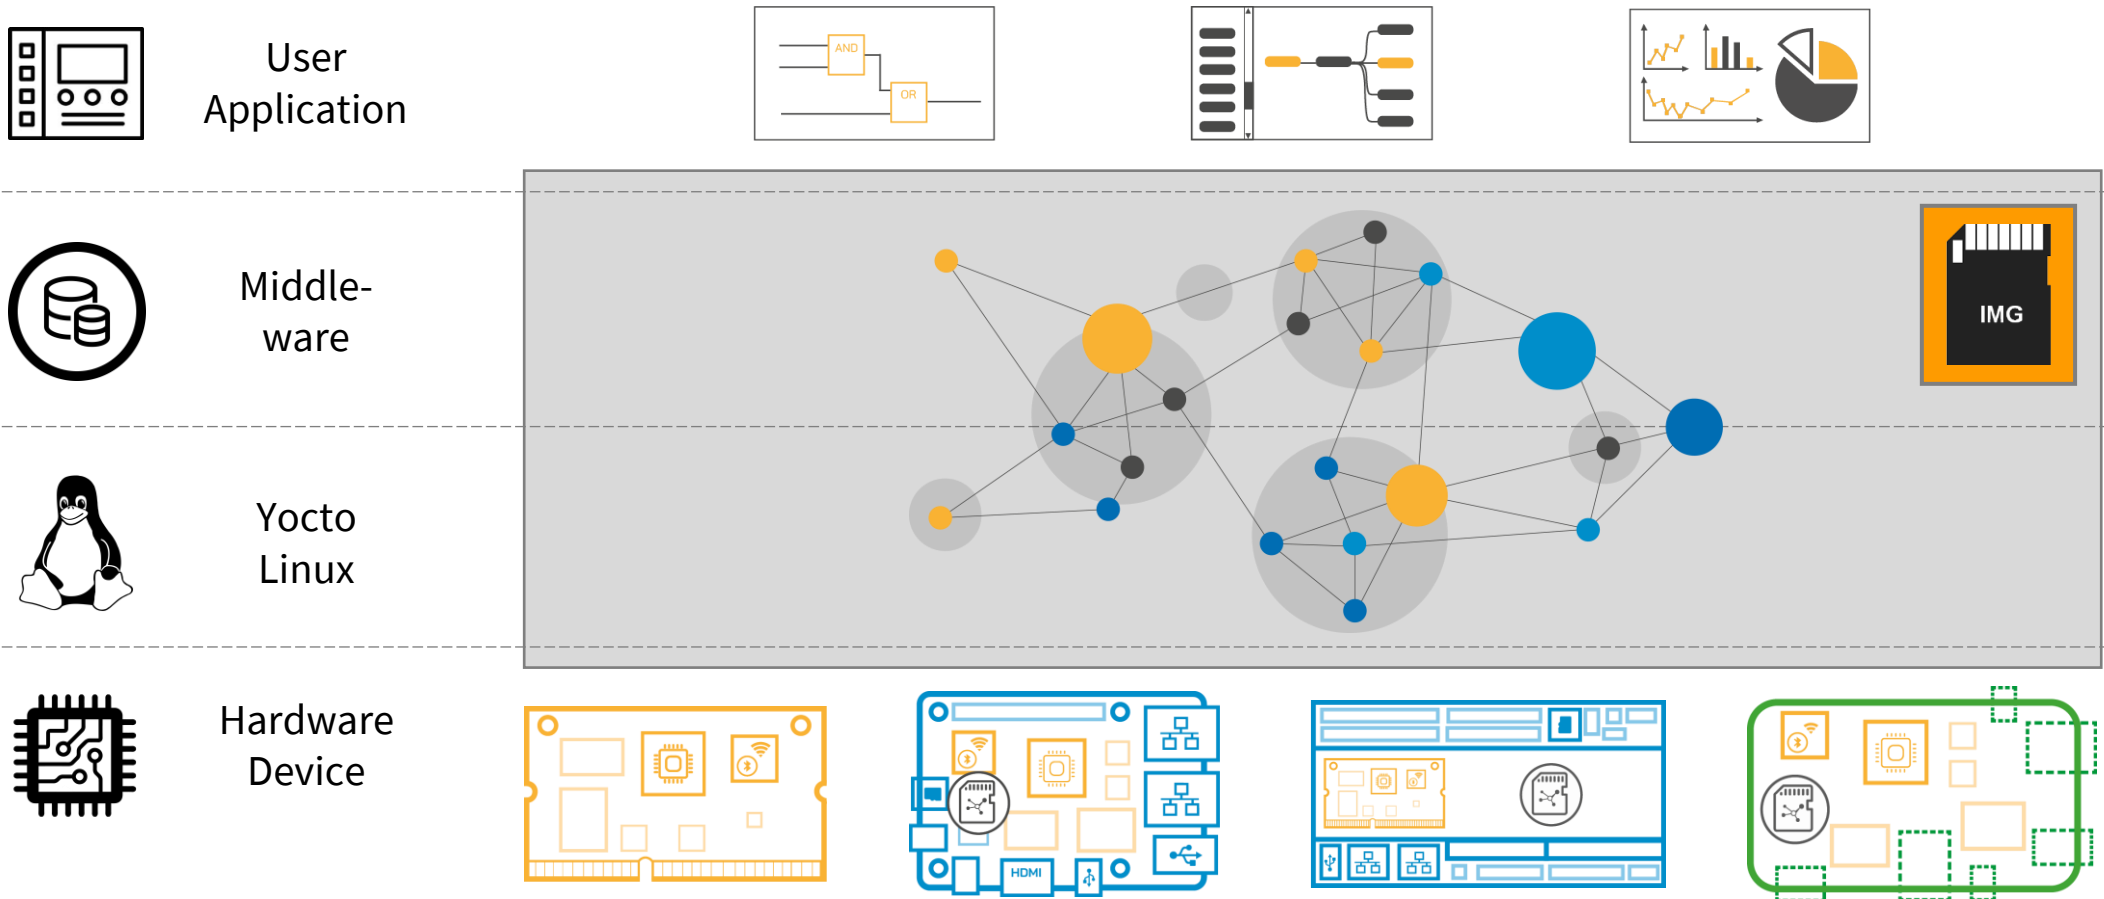 User
Application
AND
OR
Middle-
ware
IMG
Yocto
Linux
Hardware
Device
HDMI